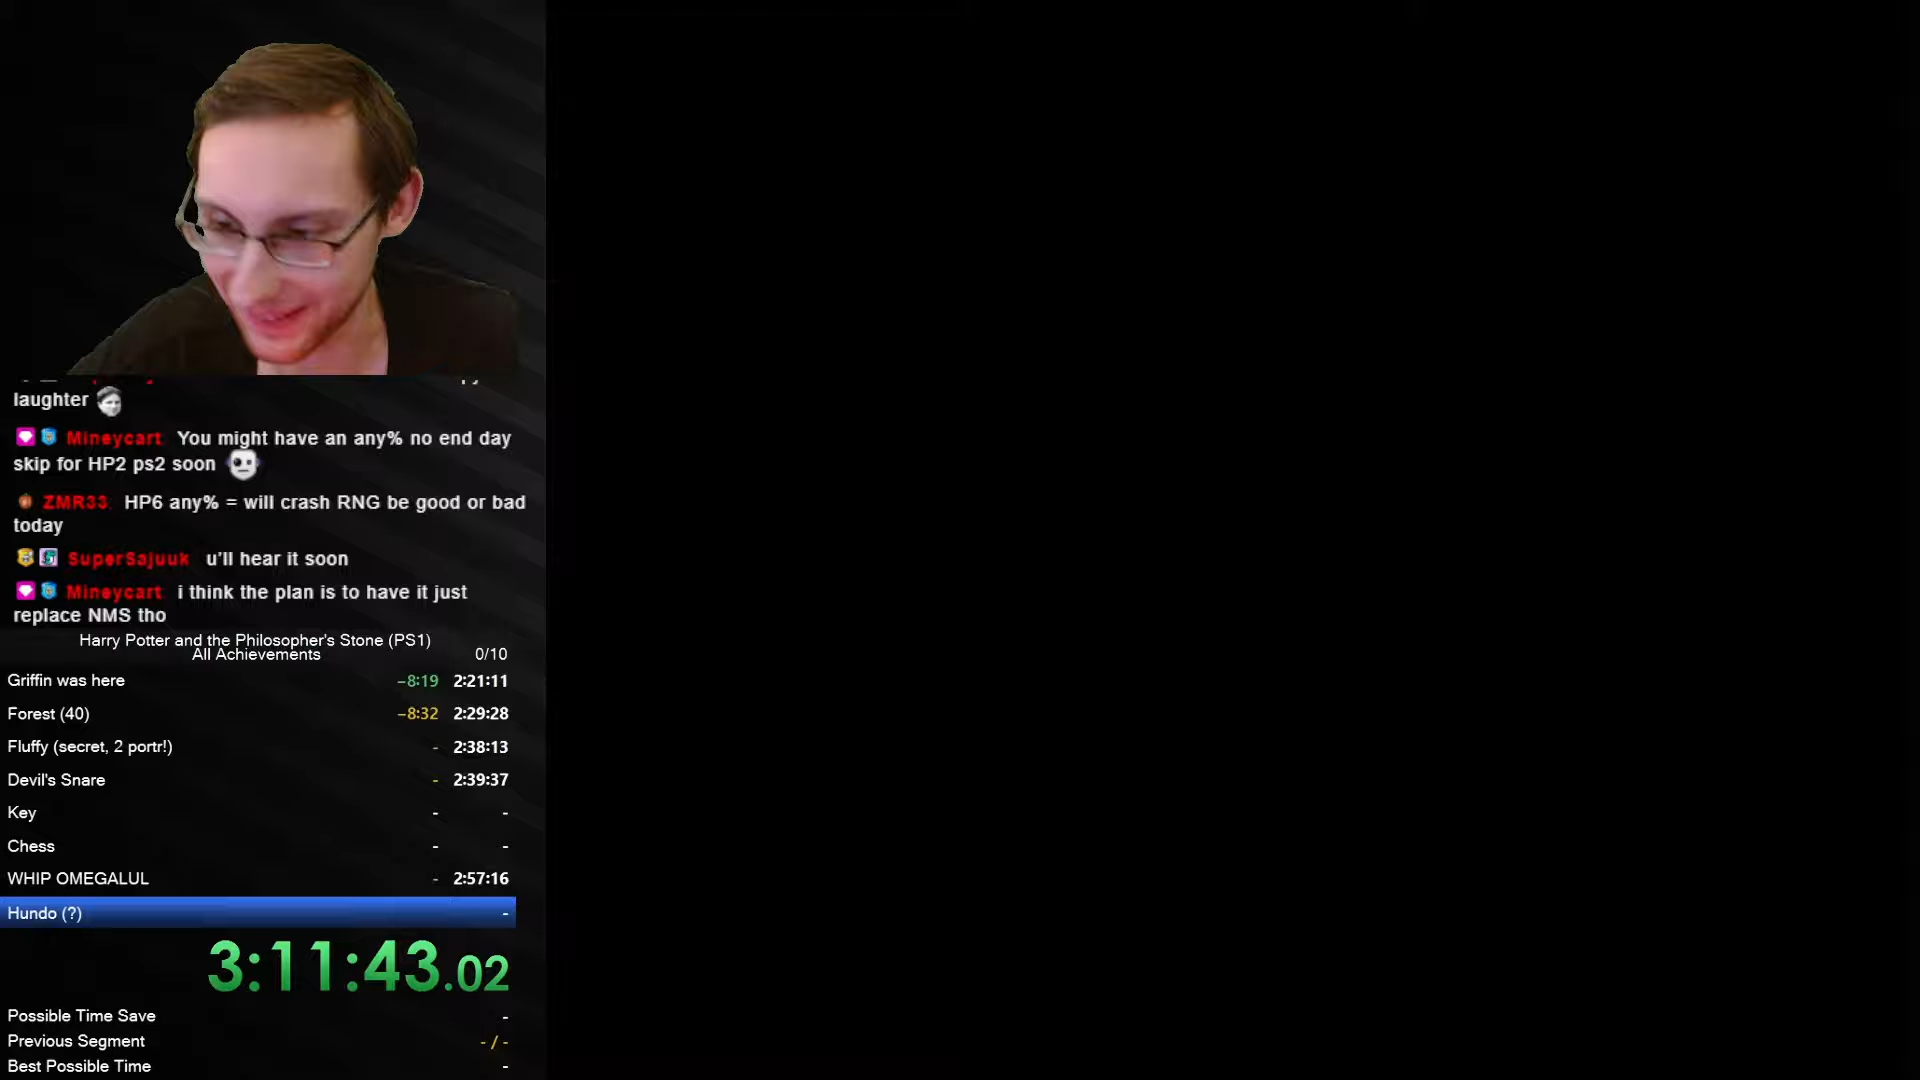 laughter
Mineycart: You might have an any% no end day
skip for HP2 ps2 soon
ZMR33: HP6 any% = will crash RNG be good or bad
today
SuperSajuuk: u'll hear it soon
Mineycart: i think the plan is to have it just
replace NMS tho
Harry Potter and the Philosopher's Stone (PS1)
All Achievements 0/10
Griffin was here −8:19 2:21:11
Forest (40) −8:32 2:29:28
Fluffy (secret, 2 portr!) - 2:38:13
Devil's Snare - 2:39:37
Key - -
Chess - -
WHIP OMEGALUL - 2:57:16
Hundo (?) -
3:11:43.02
Possible Time Save -
Previous Segment - / -
Best Possible Time -